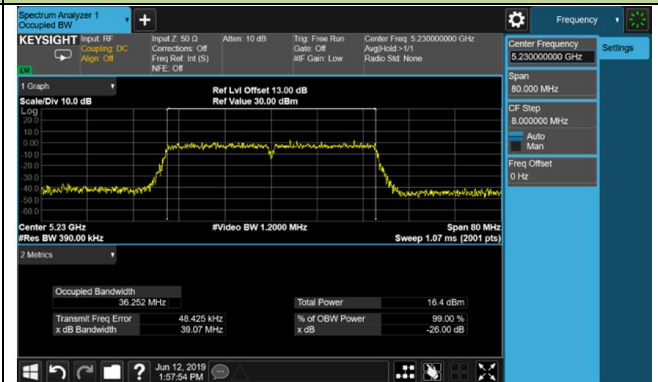 Spectrum Analyzer 1
Occupied BW
+
Frequency
KEYSIGHT
Input: RF
Coupling: DC
Align: Off
Input Z: 50 Ω
Corrections: Off
Freq Ref: Int (S)
NFE: Off
Atten: 10 dB
Trig: Free Run
Gate: Off
#IF Gain: Low
Center Freq: 5.230000000 GHz
Avg|Hold:>1/1
Radio Std: None
1 Graph
Scale/Div 10.0 dB
Ref Lvl Offset 13.00 dB
Ref Value 30.00 dBm
Log
20.0
10.0
0.00
-10.0
-20.0
-30.0
-40.0
-50.0
-60.0
Center 5.23 GHz
#Res BW 390.00 kHz
#Video BW 1.2000 MHz
Span 80 MHz
Sweep 1.07 ms (2001 pts)
2 Metrics
Occupied Bandwidth
36.252 MHz
Total Power 16.4 dBm
Transmit Freq Error 48.425 kHz
% of OBW Power 99.00 %
x dB Bandwidth 39.07 MHz
x dB -26.00 dB
Center Frequency
5.230000000 GHz
Settings
Span
80.000 MHz
CF Step
8.000000 MHz
Auto
Man
Freq Offset
0 Hz
?
Jun 12, 2019
1:57:54 PM